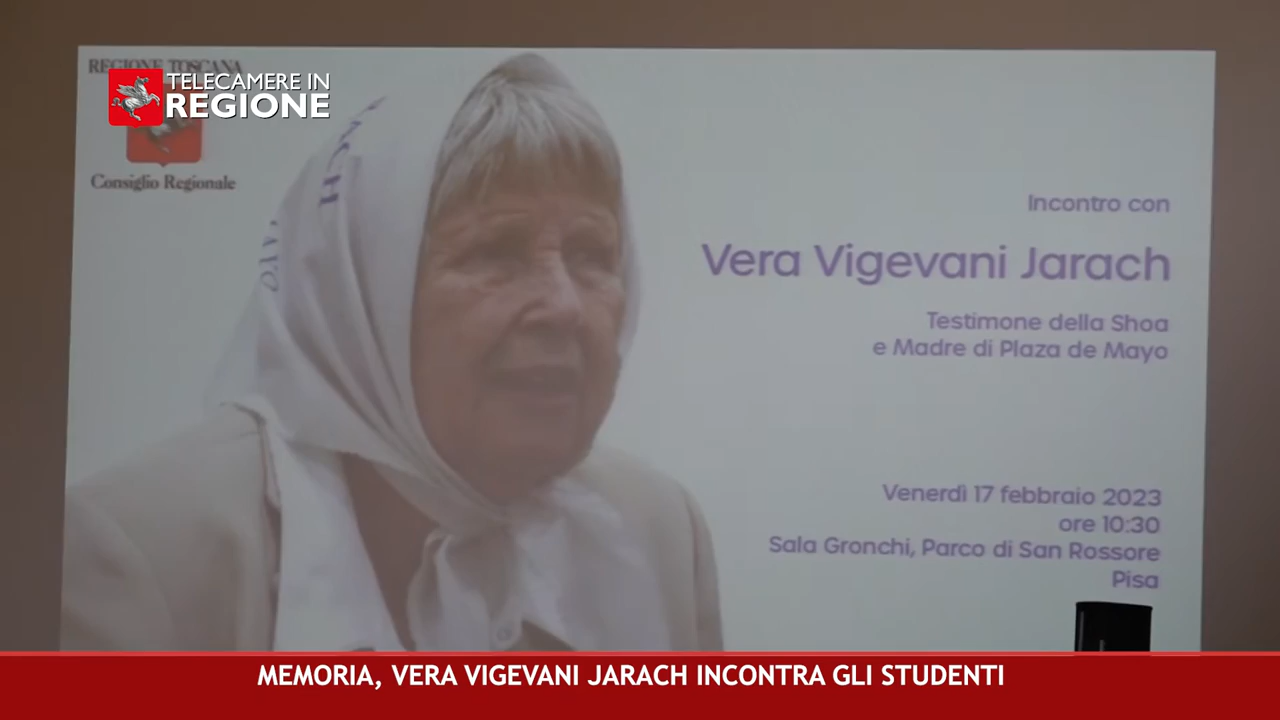 REGIONE TOSCANA
TELECAMERE IN
REGIONE
Consiglio Regionale
Incontro con
Vera Vigevani Jarach
Testimone della Shoa
e Madre di Plaza de Mayo
Venerdì 17 febbraio 2023
ore 10:30
Sala Gronchi, Parco di San Rossore
Pisa
MEMORIA, VERA VIGEVANI JARACH INCONTRA GLI STUDENTI